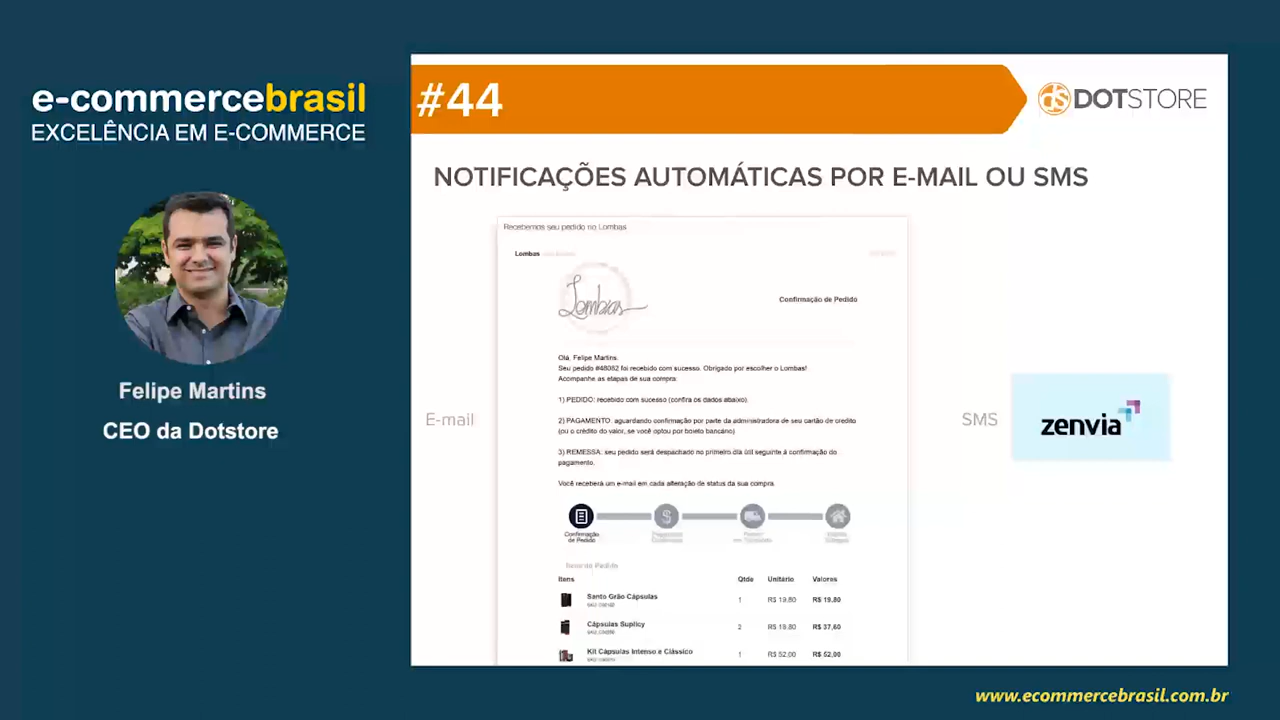 e-commercebrasil
EXCELÊNCIA EM E-COMMERCE
Felipe Martins
CEO da Dotstore
#44
DOTSTORE
NOTIFICAÇÕES AUTOMÁTICAS POR E-MAIL OU SMS
E-mail
Recebemos seu pedido no Lombas
Lombas
Lombas
Confirmação de Pedido
Olá, Felipe Martins.
Seu pedido #48062 foi recebido com sucesso. Obrigado por escolher o Lombas!
Acompanhe as etapas de sua compra:
1) PEDIDO: recebido com sucesso (confira os dados abaixo).
2) PAGAMENTO: aguardando confirmação por parte da administradora de seu cartão de crédito
(ou o crédito do valor, se você optou por boleto bancário)
3) REMESSA: seu pedido será despachado no primeiro dia útil seguinte à confirmação do
pagamento.
Você receberá um e-mail em cada alteração de status da sua compra.
Confirmação
de Pedido
Itens do Pedido
Itens Qtde Unitário Valores
Santo Grão Cápsulas 1 R$ 19,80 R$ 19,80
Cápsulas Suplicy 2 R$ 18,80 R$ 37,60
Kit Cápsulas Intenso e Clássico 1 R$ 52,00 R$ 52,00
SMS
zenvia
www.ecommercebrasil.com.br